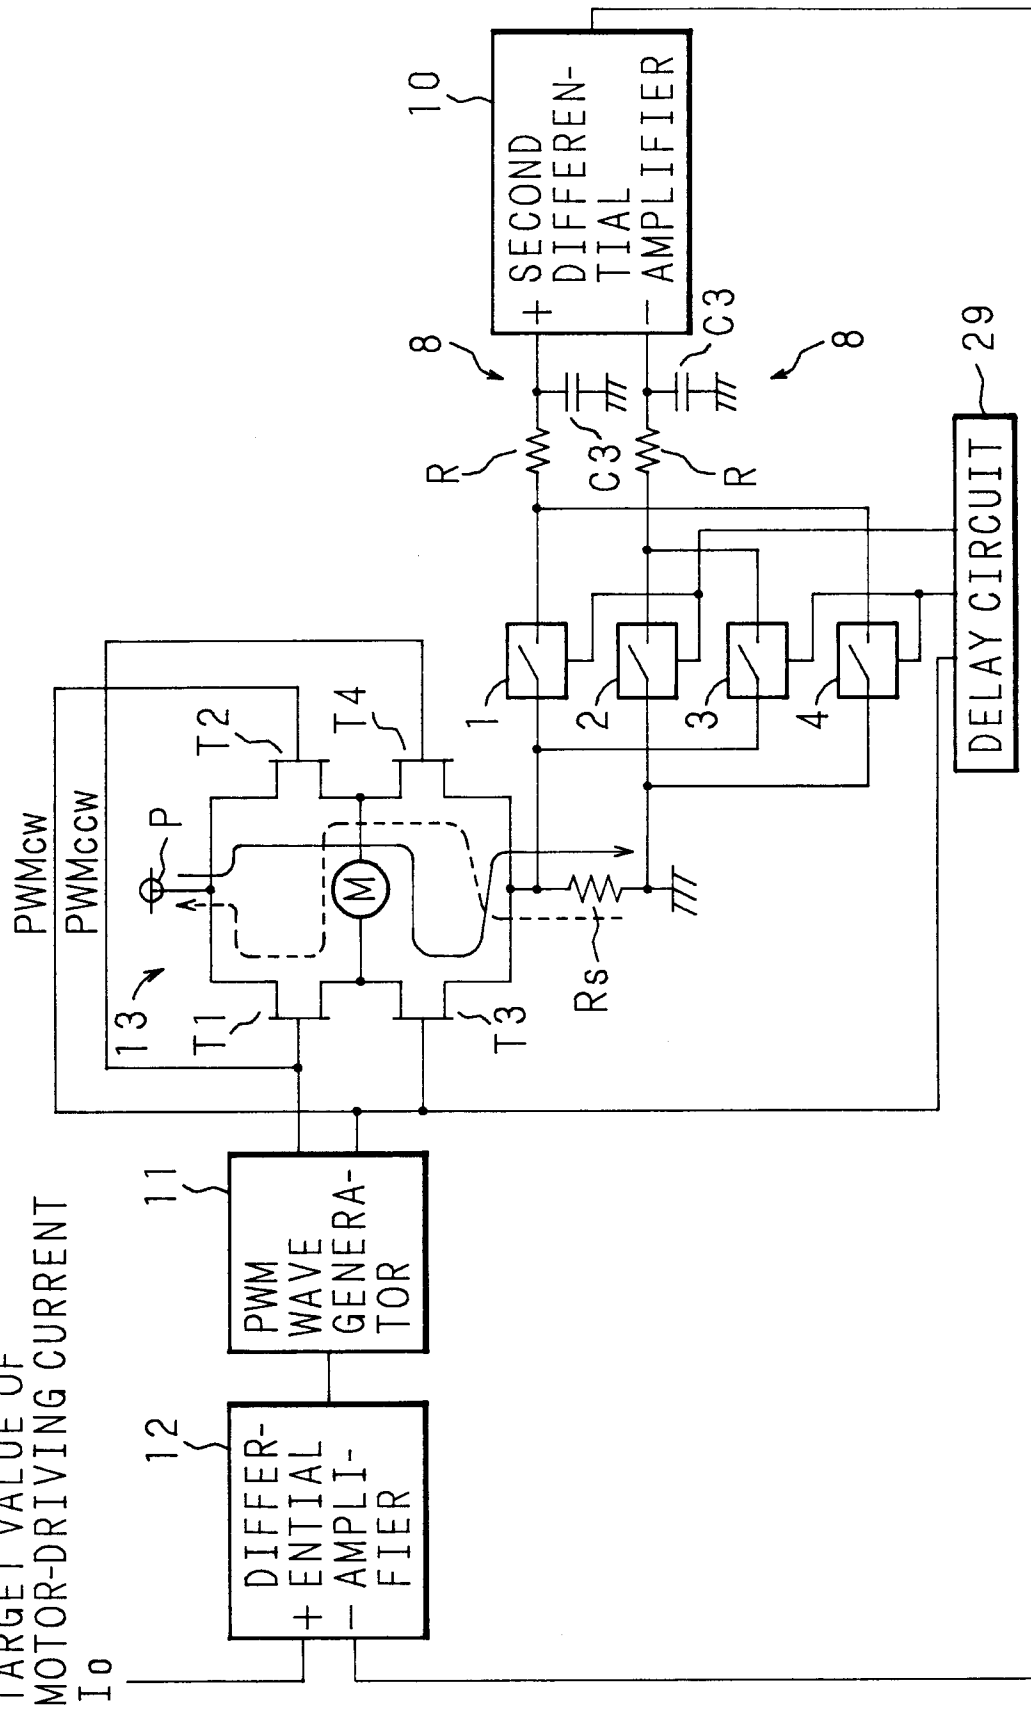 TARGET VALUE OF
MOTOR-DRIVING CURRENT
Io
12
DIFFER-
+ ENTIAL
- AMPLI-
FIER
11
PWM
WAVE
GENERA-
TOR
PWMcw
PWMccw
13
P
T1
T2
T3
T4
M
Rs
1
2
3
4
R
R
8
8
C3
C3
10
+ SECOND
DIFFEREN-
TIAL
- AMPLIFIER
29
DELAY CIRCUIT